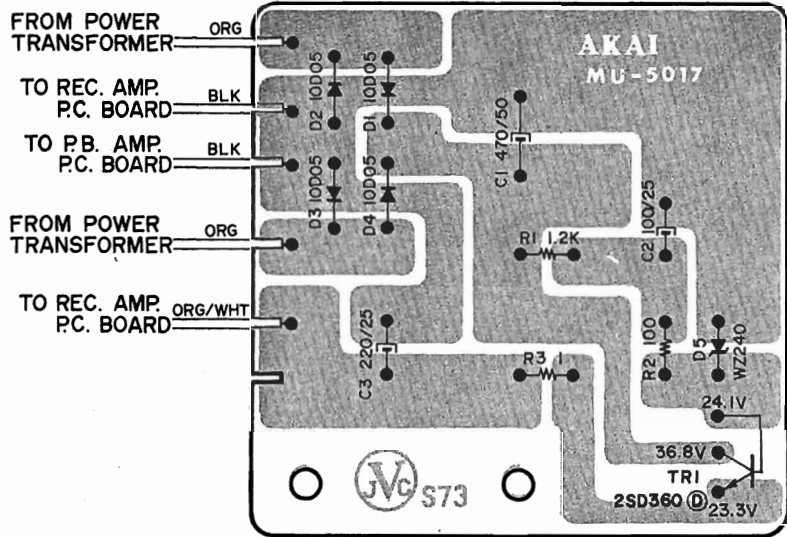 FROM POWER
TRANSFORMER ORG
TO REC. AMP.
P.C. BOARD BLK
TO P.B. AMP.
P.C. BOARD BLK
FROM POWER
TRANSFORMER ORG
TO REC. AMP.
P.C. BOARD ORG/WHT
AKAI
MU-5017
D2 10D05
D1 10D05
D3 10D05
D4 10D05
C1 470/50
C2 100/25
R1 1.2K
C3 220/25
R3 1
R2 100
D5
WZ240
24.1V
36.8V
TR1
2SD360 D
23.3V
JVC S73